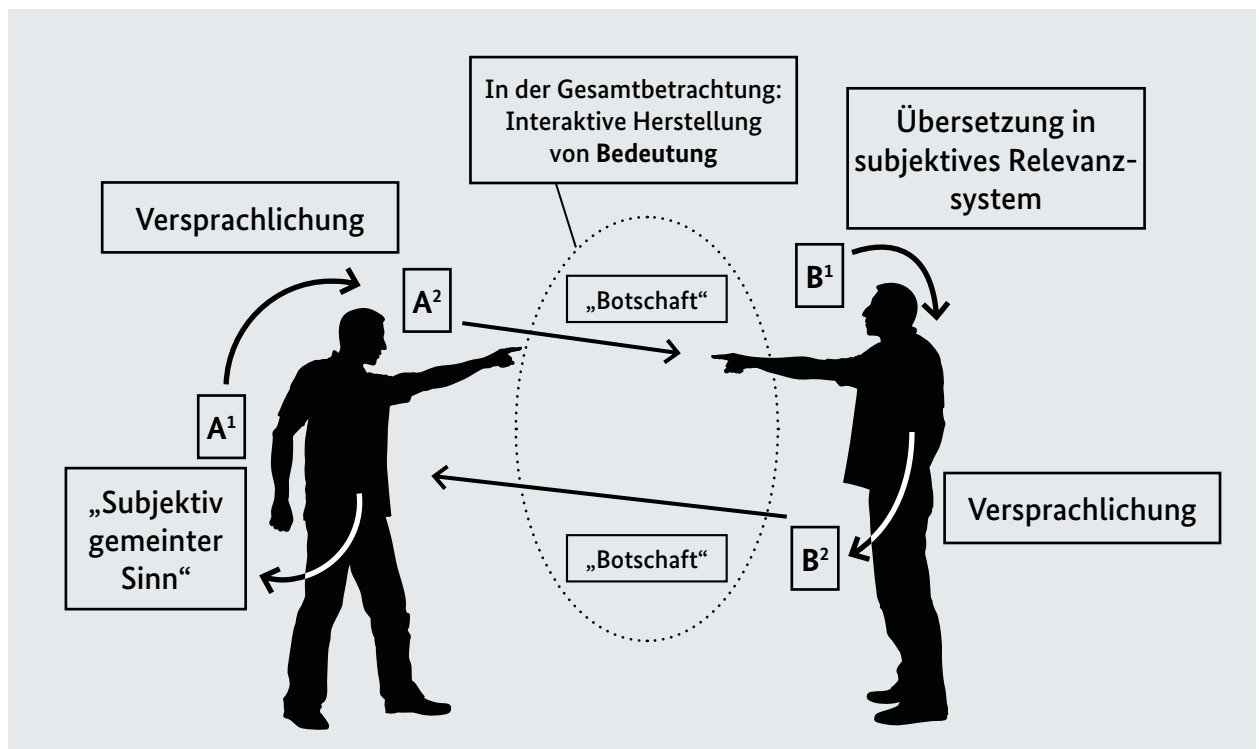 In der Gesamtbetrachtung:
Interaktive Herstellung
von Bedeutung
Übersetzung in
subjektives Relevanz-
system
Versprachlichung
A²
„Botschaft“
B¹
A¹
„Subjektiv
gemeinter
Sinn“
Versprachlichung
„Botschaft“
B²